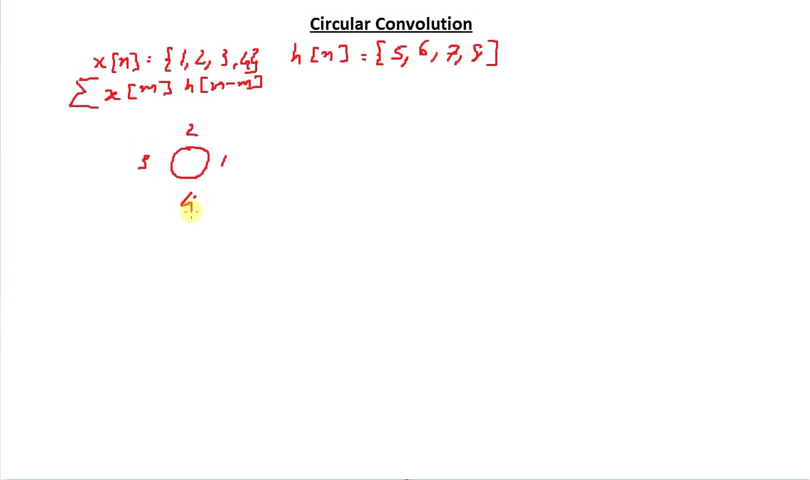 Circular Convolution
x[n] = {1, 2, 3, 4} h[n] = {5, 6, 7, 8]
∑ x[m] h[n-m]
2
3 1
4